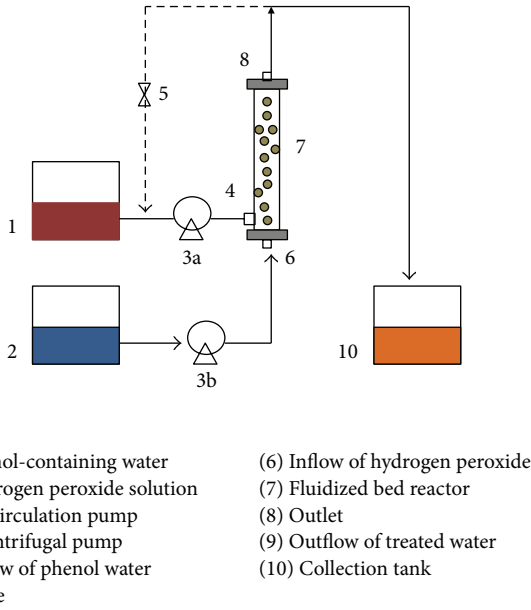 8
5
7
4
1
3a
6
2
10
3b
nol-containing water
rogen peroxide solution
irculation pump
ntrifugal pump
w of phenol water
e
(6) Inflow of hydrogen peroxide
(7) Fluidized bed reactor
(8) Outlet
(9) Outflow of treated water
(10) Collection tank